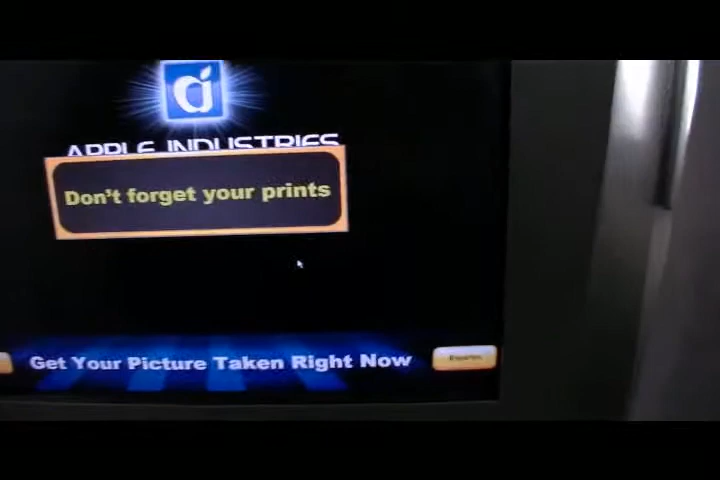 APPLE INDUSTRIES
Don't forget your prints
Get Your Picture Taken Right Now